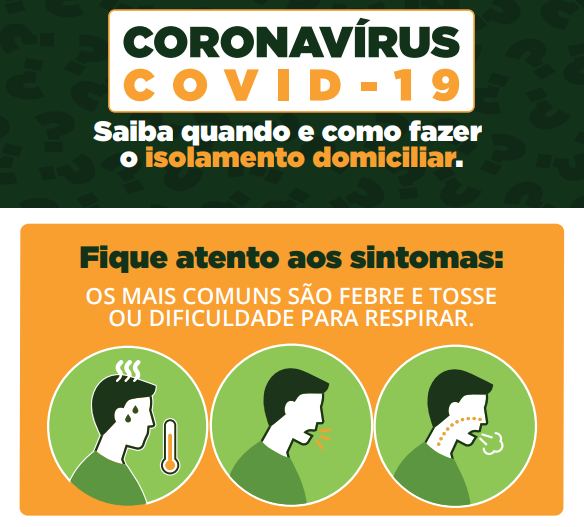 CORONAVÍRUS
COVID-19
Saiba quando e como fazer
o isolamento domiciliar.
Fique atento aos sintomas:
OS MAIS COMUNS SÃO FEBRE E TOSSE
OU DIFICULDADE PARA RESPIRAR.